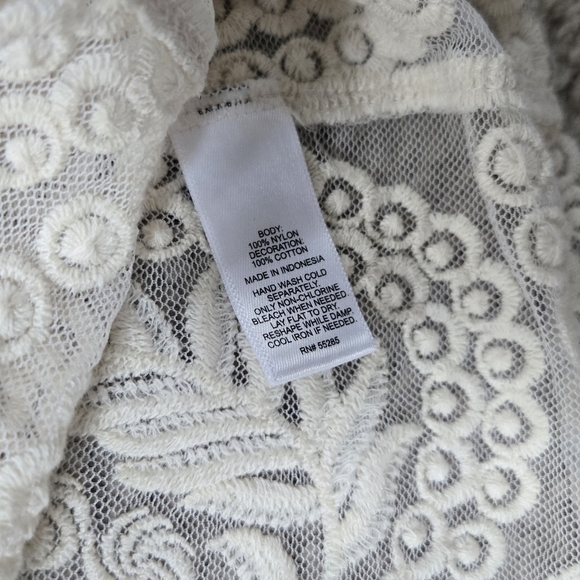 BODY:
100% NYLON
DECORATION:
100% COTTON
MADE IN INDONESIA
HAND WASH COLD
SEPARATELY.
ONLY NON-CHLORINE
BLEACH WHEN NEEDED.
LAY FLAT TO DRY.
RESHAPE WHILE DAMP.
COOL IRON IF NEEDED.
RN# 55285